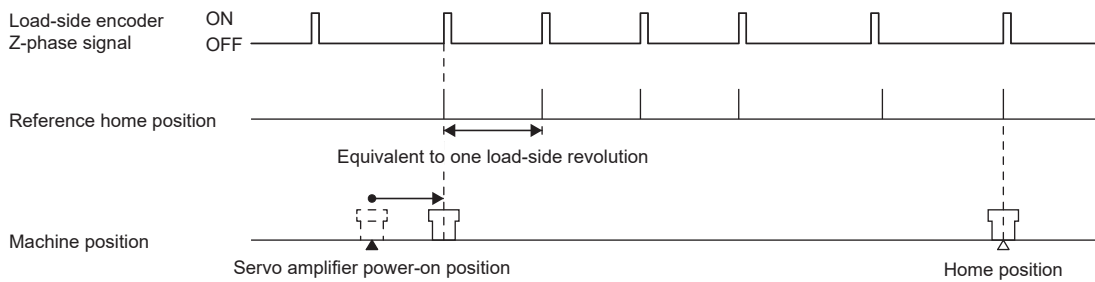 Load-side encoder
Z-phase signal
ON
OFF
Reference home position
Equivalent to one load-side revolution
Machine position
Servo amplifier power-on position
Home position